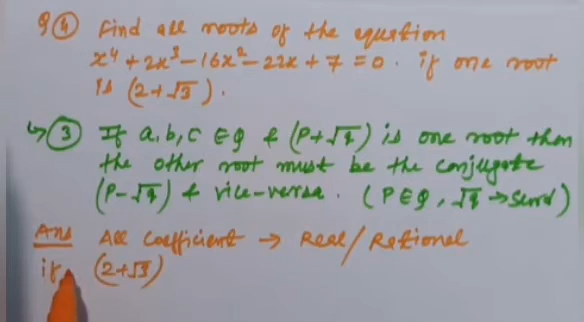 Q④ Find all roots of the equation
x⁴ + 2x³ - 16x² - 22x + 7 = 0. if one root
is (2+√3).
↳③ If a, b, c ∈ Q & (P+√q) is one root then
the other root must be the conjugate
(P-√q) & vice-versa. (P∈Q, √q → Surd)
Ans All Coefficient → Real/Rational
if (2+√3)